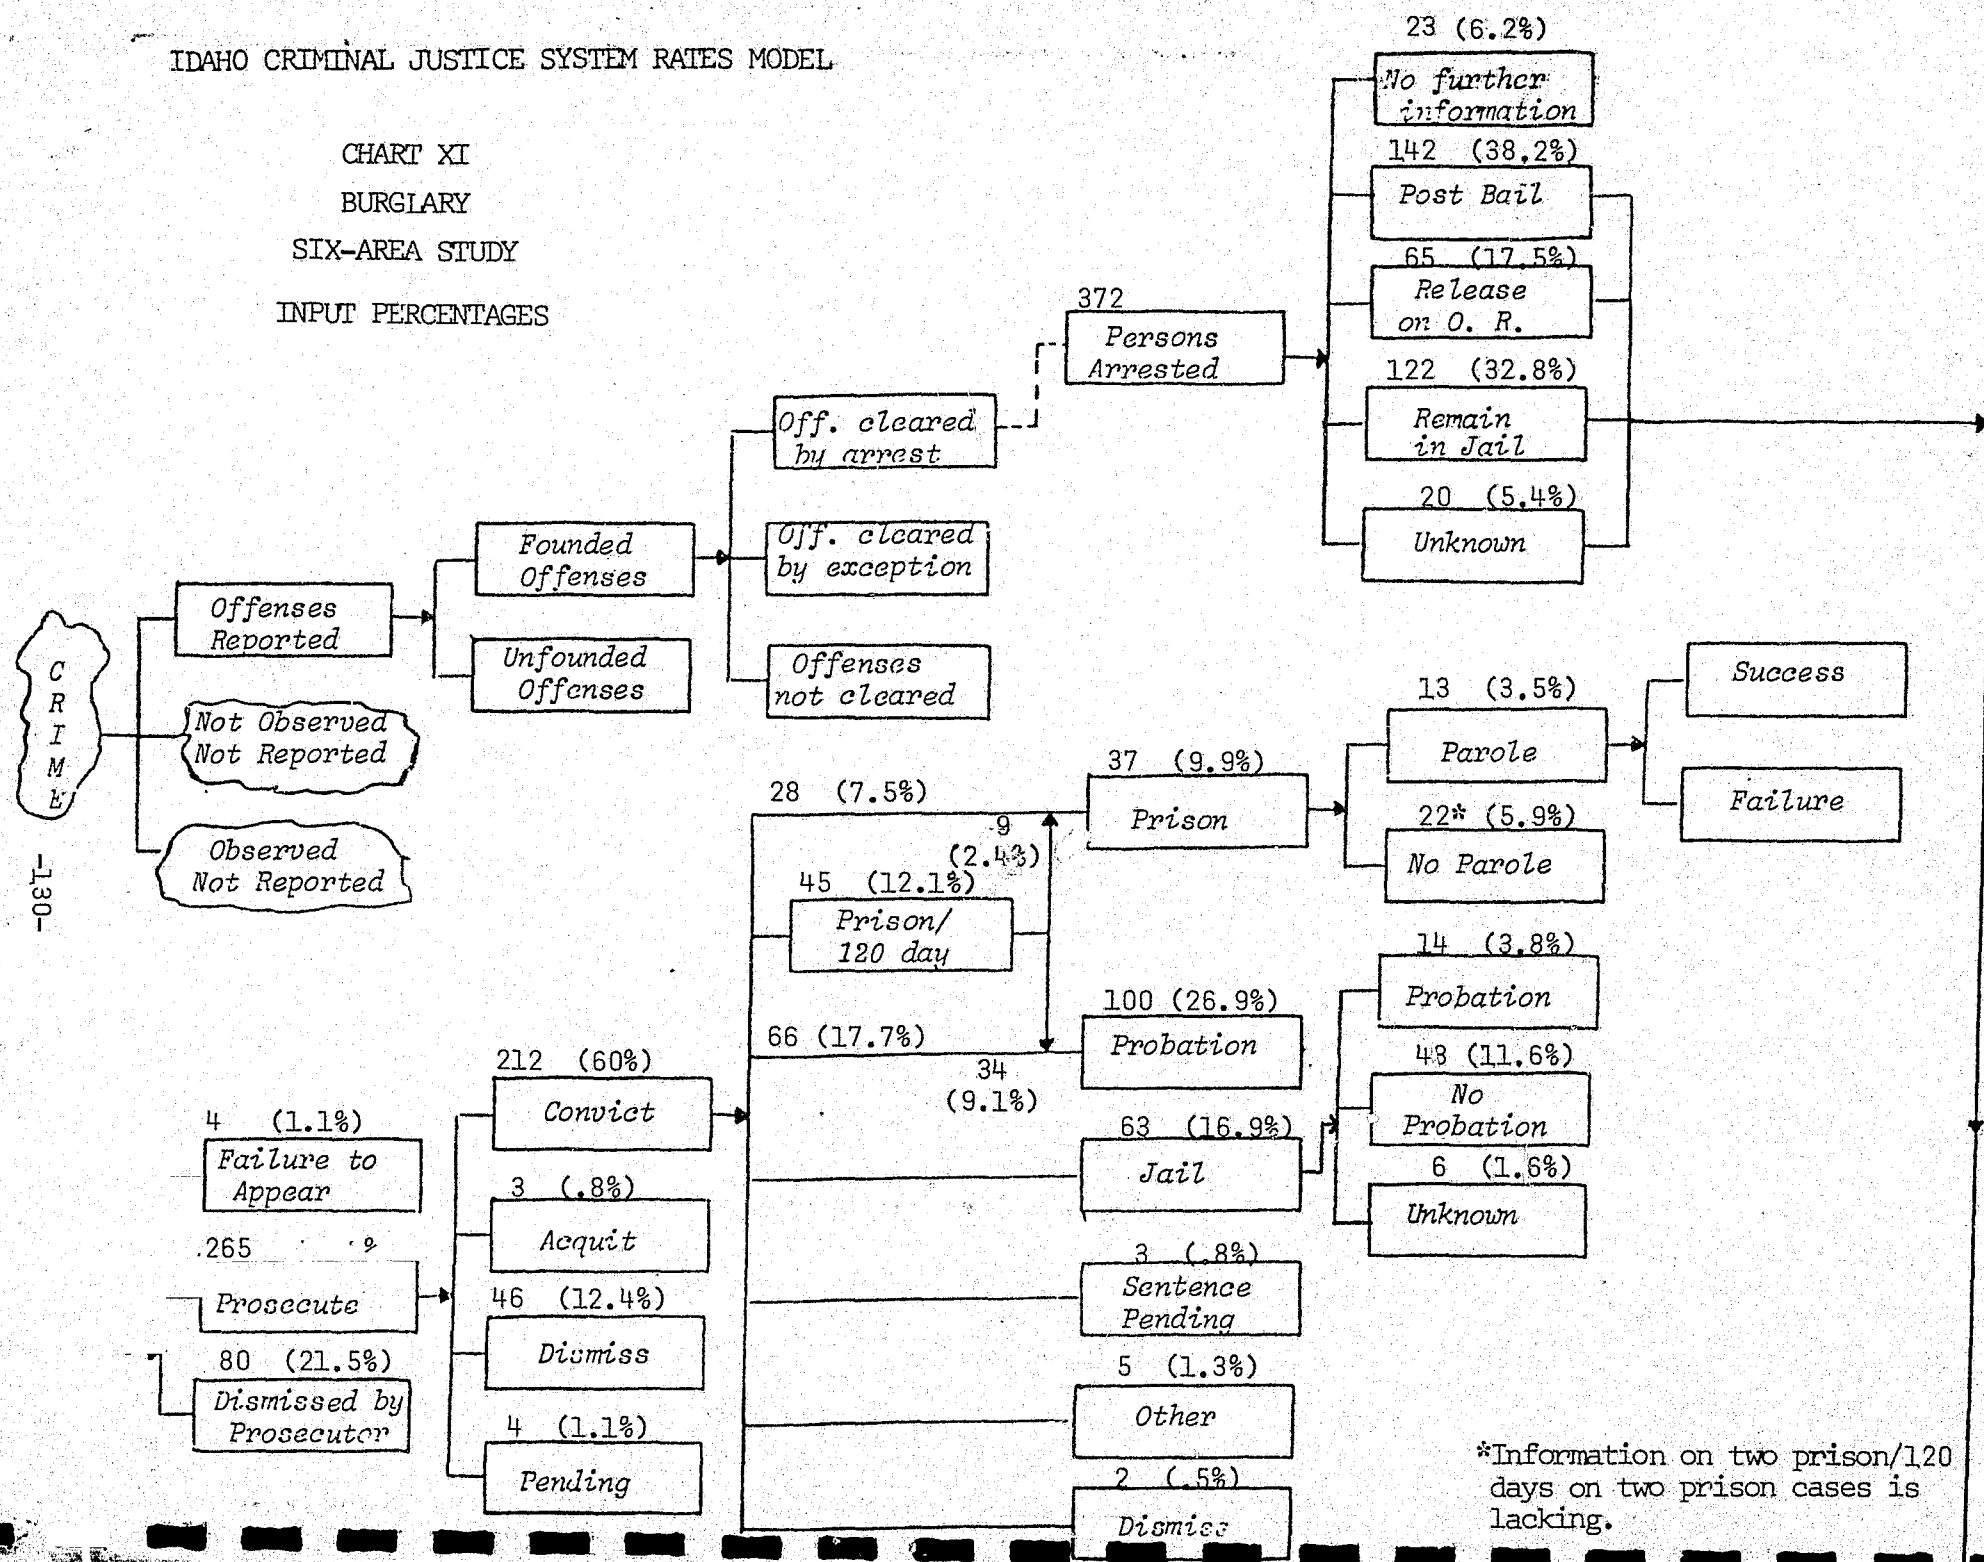 IDAHO CRIMINAL JUSTICE SYSTEM RATES MODEL
CHART XI
BURGLARY
SIX-AREA STUDY
INPUT PERCENTAGES
C
R
I
M
E
Offenses
Reported
Not Observed
Not Reported
Observed
Not Reported
Founded
Offenses
Unfounded
Offenses
Off. cleared
by arrest
Off. cleared
by exception
Offenses
not cleared
372
Persons
Arrested
23 (6.2%)
No further
information
142 (38.2%)
Post Bail
65 (17.5%)
Release
on O. R.
122 (32.8%)
Remain
in Jail
20 (5.4%)
Unknown
4 (1.1%)
Failure to
Appear
265 %
Prosecute
80 (21.5%)
Dismissed by
Prosecutor
212 (60%)
Convict
3 (.8%)
Acquit
46 (12.4%)
Dismiss
4 (1.1%)
Pending
28 (7.5%)
9
(2.4%)
45 (12.1%)
Prison/
120 day
66 (17.7%)
34
(9.1%)
37 (9.9%)
Prison
100 (26.9%)
Probation
63 (16.9%)
Jail
3 (.8%)
Sentence
Pending
5 (1.3%)
Other
2 (.5%)
Dismiss
13 (3.5%)
Parole
22* (5.9%)
No Parole
Success
Failure
14 (3.8%)
Probation
43 (11.6%)
No
Probation
6 (1.6%)
Unknown
*Information on two prison/120
days on two prison cases is
lacking.
-130-